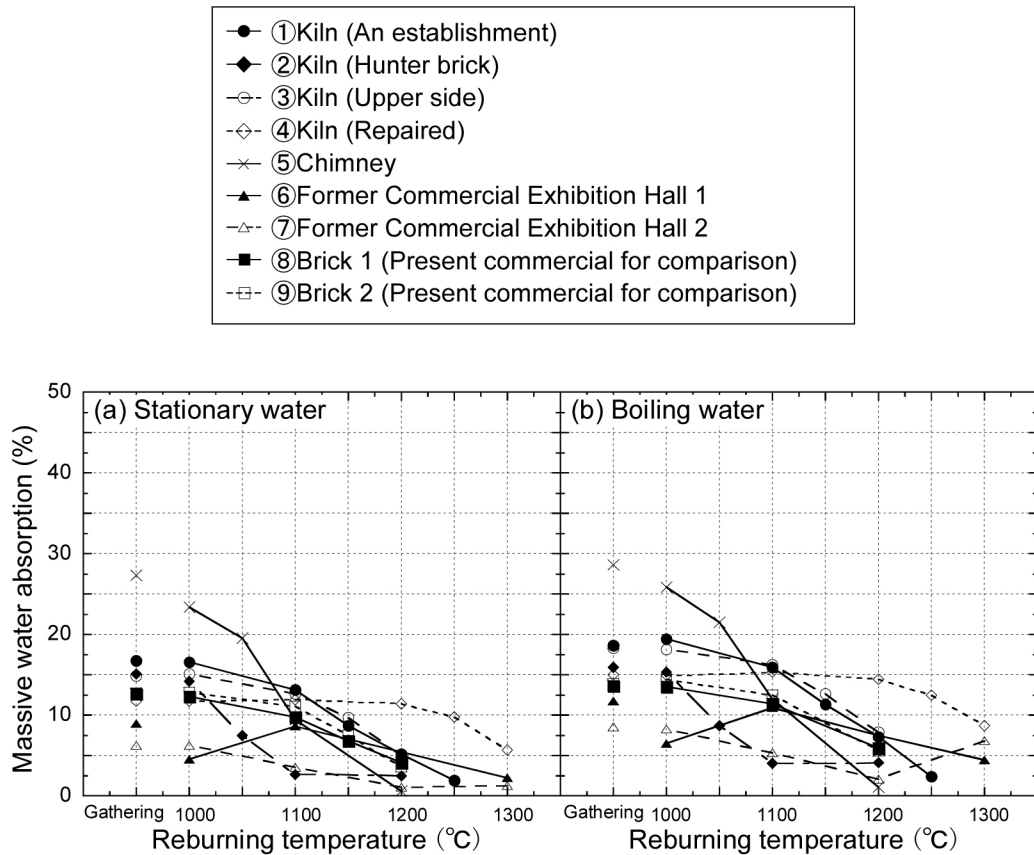 ①Kiln (An establishment)
②Kiln (Hunter brick)
③Kiln (Upper side)
④Kiln (Repaired)
⑤Chimney
⑥Former Commercial Exhibition Hall 1
⑦Former Commercial Exhibition Hall 2
⑧Brick 1 (Present commercial for comparison)
⑨Brick 2 (Present commercial for comparison)
Massive water absorption (%)
50
40
30
20
10
0
(a) Stationary water
(b) Boiling water
Gathering 1000 1100 1200 1300
Gathering 1000 1100 1200 1300
Reburning temperature (℃)
Reburning temperature (℃)